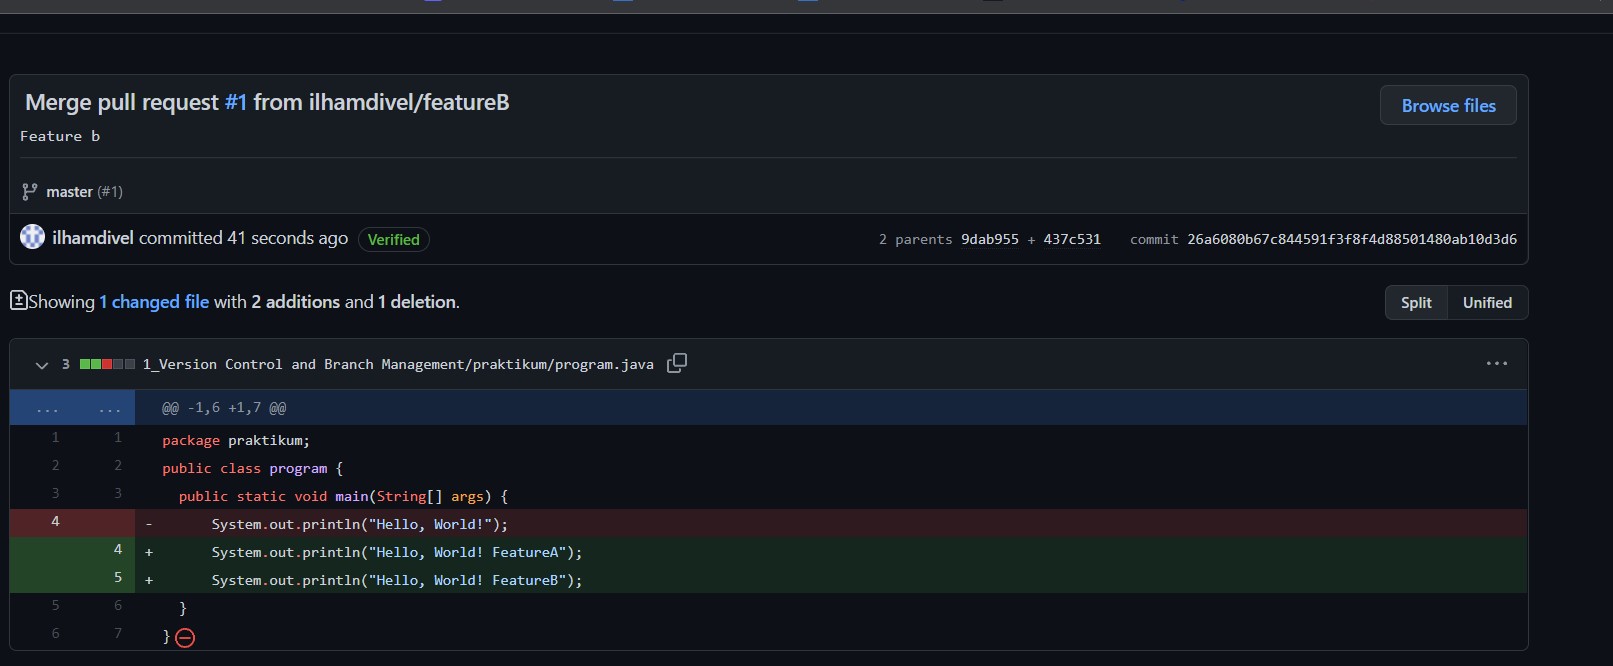 Merge pull request #1 from ilhamdivel/featureB
Browse files
Feature b
master (#1)
ilhamdivel committed 41 seconds ago Verified
2 parents 9dab955 + 437c531 commit 26a6080b67c844591f3f8f4d88501480ab10d3d6
Showing 1 changed file with 2 additions and 1 deletion.
Split Unified
3 1_Version Control and Branch Management/praktikum/program.java ...
... ... @@ -1,6 +1,7 @@
1 1 package praktikum;
2 2 public class program {
3 3 public static void main(String[] args) {
4 - System.out.println("Hello, World!");
4 + System.out.println("Hello, World! FeatureA");
5 + System.out.println("Hello, World! FeatureB");
5 6 }
6 7 }